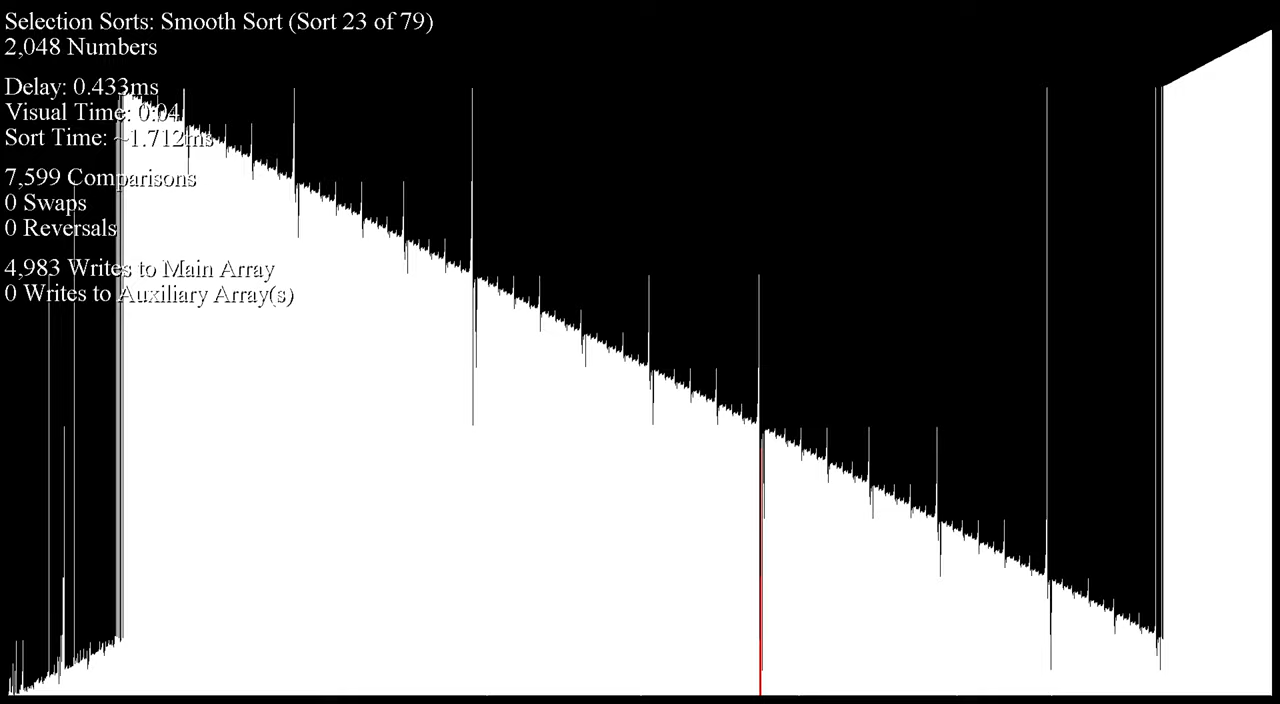 Selection Sorts: Smooth Sort (Sort 23 of 79)
2,048 Numbers
Delay: 0.433ms
Visual Time: 0:04
Sort Time: ~1.712ms
7,599 Comparisons
0 Swaps
0 Reversals
4,983 Writes to Main Array
0 Writes to Auxiliary Array(s)